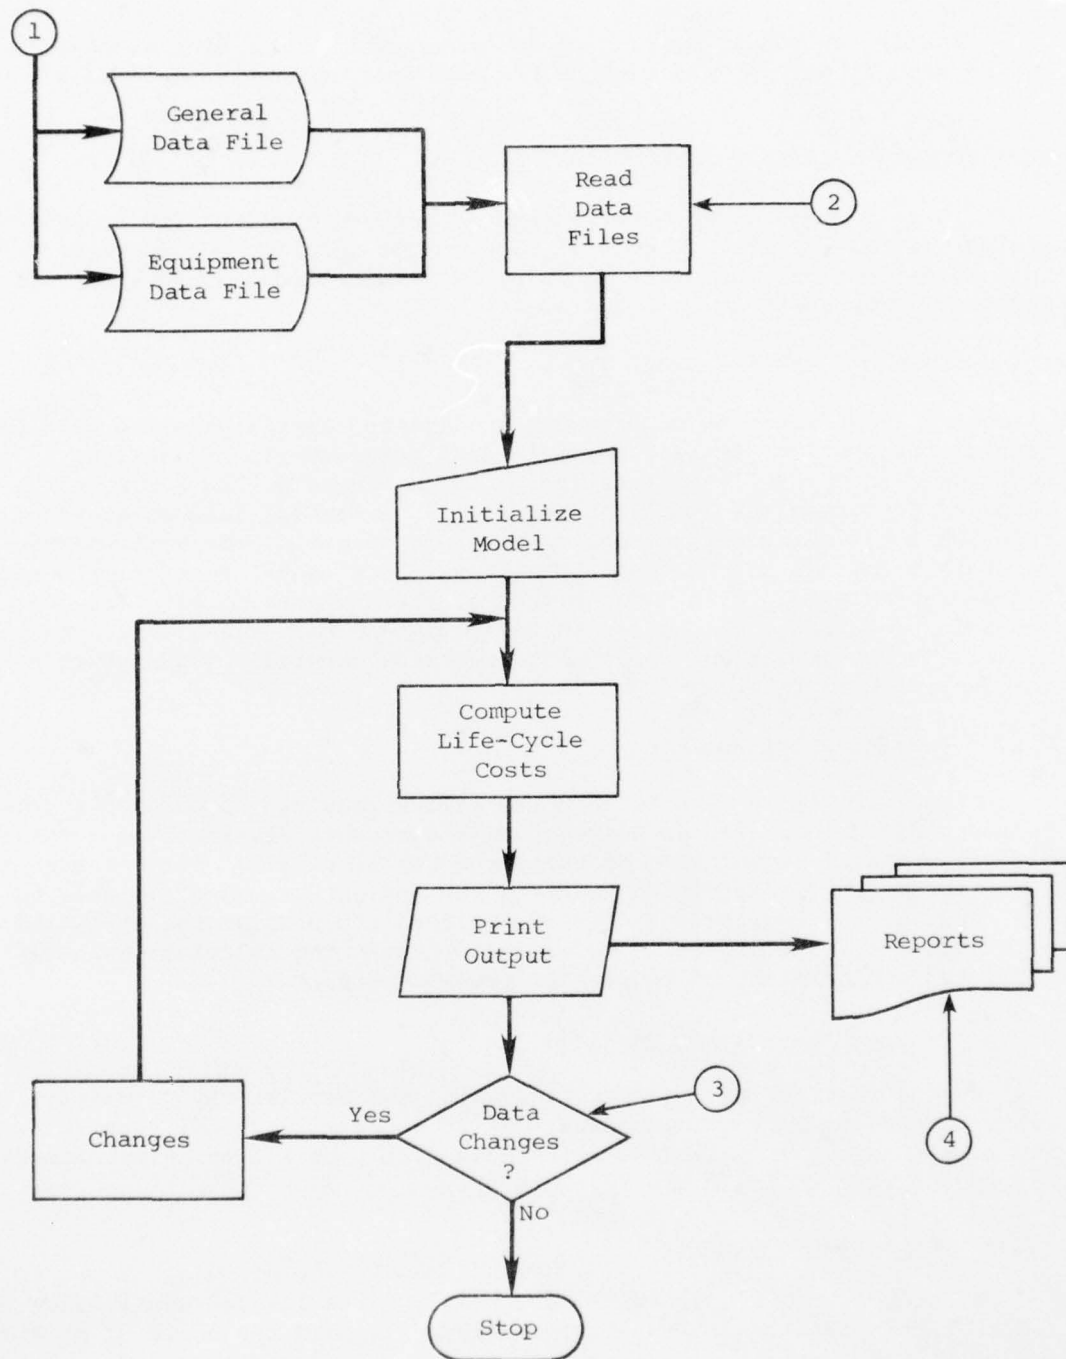 1
General
Data File
Equipment
Data File
Read
Data
Files
2
Initialize
Model
Compute
Life-Cycle
Costs
Print
Output
Reports
Yes
Changes
Data
Changes
?
3
4
No
Stop